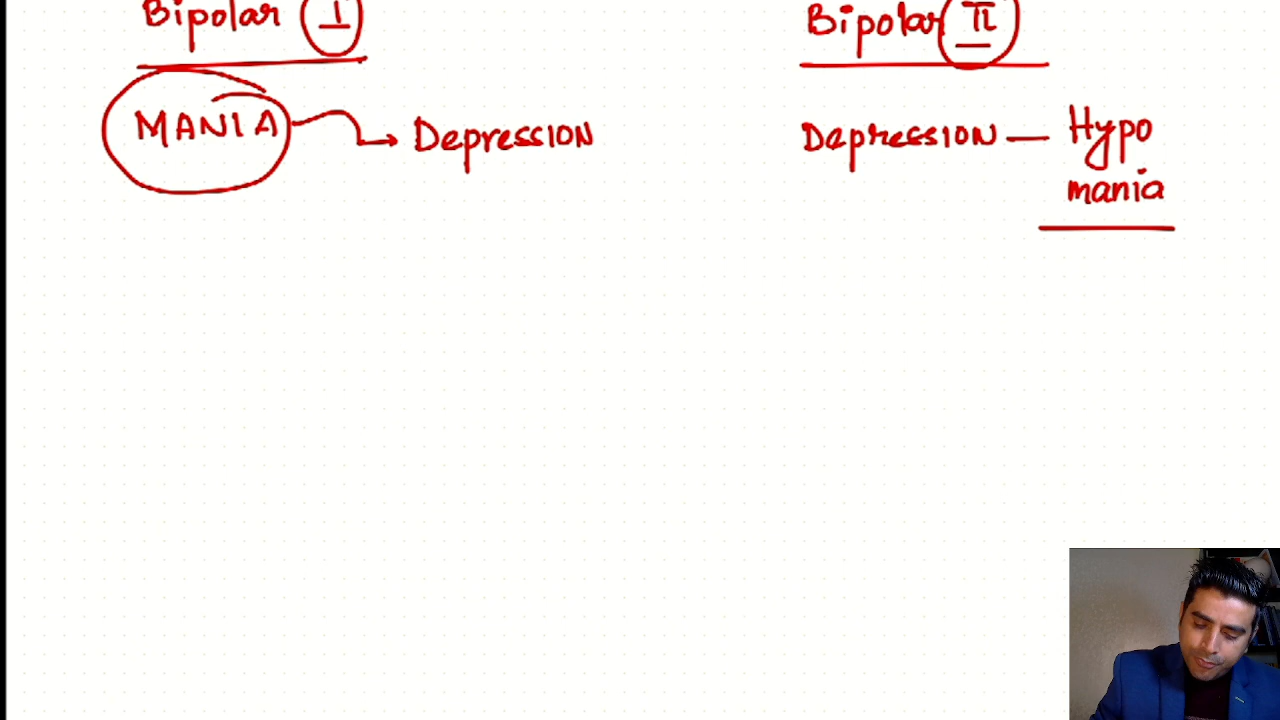 Bipolar I
MANIA → Depression
Bipolar II
Depression — Hypo
mania